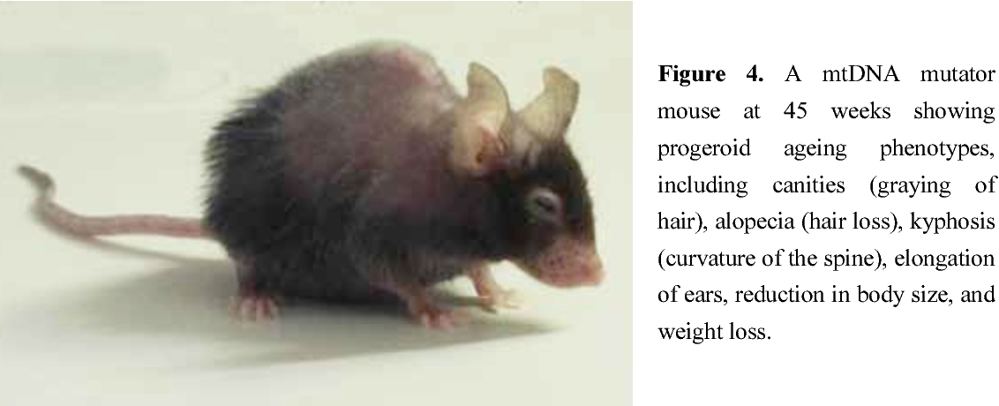 Figure 4. A mtDNA mutator
mouse at 45 weeks showing
progeroid ageing phenotypes,
including canities (graying of
hair), alopecia (hair loss), kyphosis
(curvature of the spine), elongation
of ears, reduction in body size, and
weight loss.